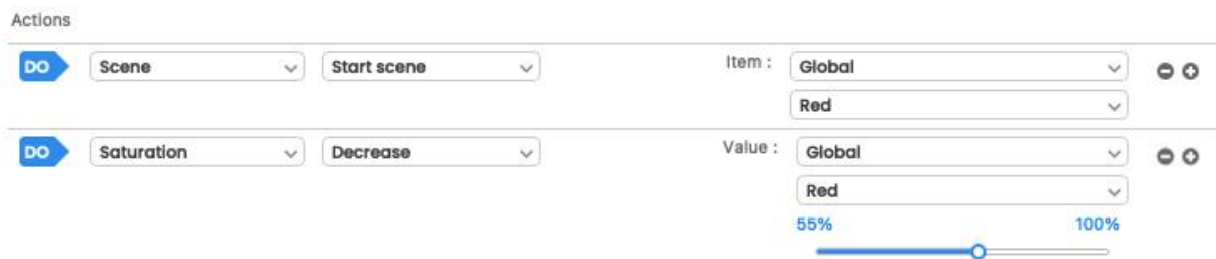 Actions
DO Scene Start scene Item : Global
Red
DO Saturation Decrease Value : Global
Red
55% 100%